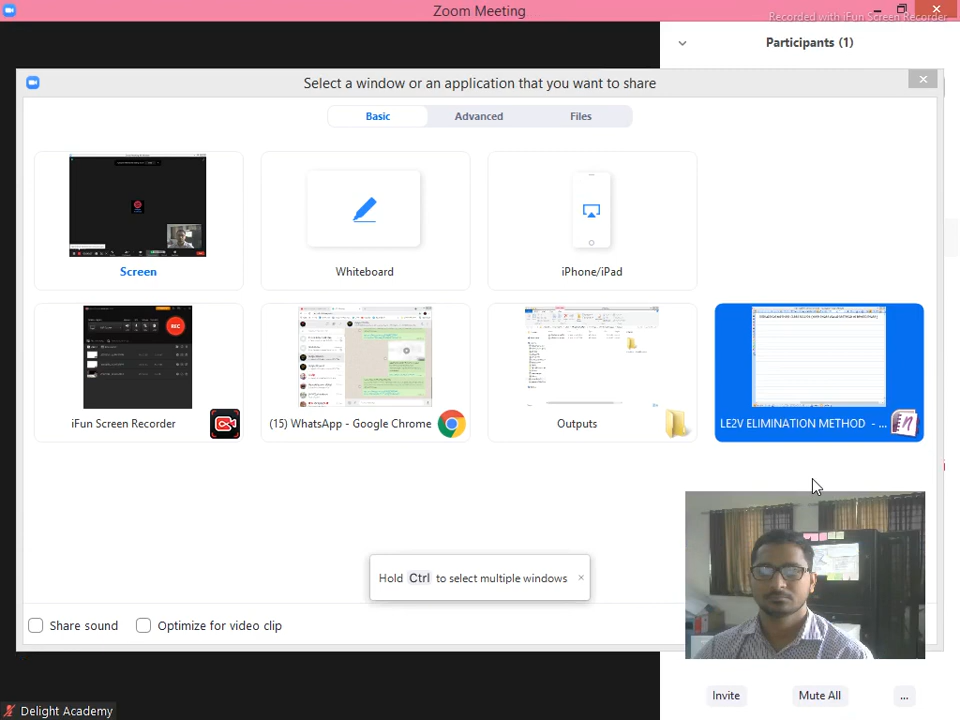 Zoom Meeting
Recorded with iFun Screen Recorder
Participants (1)
Select a window or an application that you want to share
Basic
Advanced
Files
Screen
Whiteboard
iPhone/iPad
REC
iFun Screen Recorder
(15) WhatsApp - Google Chrome
Outputs
LE2V ELIMINATION METHOD - ...
Hold Ctrl to select multiple windows ×
Share sound
Optimize for video clip
Invite
Mute All
...
Delight Academy